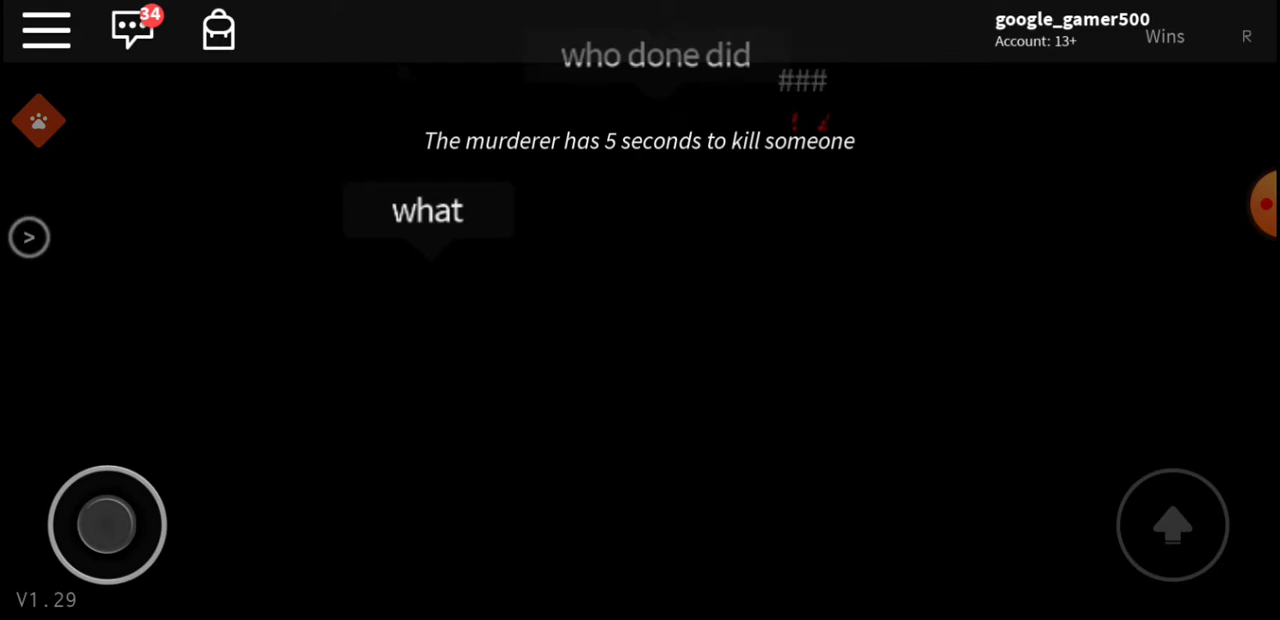 34
google_gamer500
Account: 13+
Wins
R
who done did
###
The murderer has 5 seconds to kill someone
what
>
V1.29